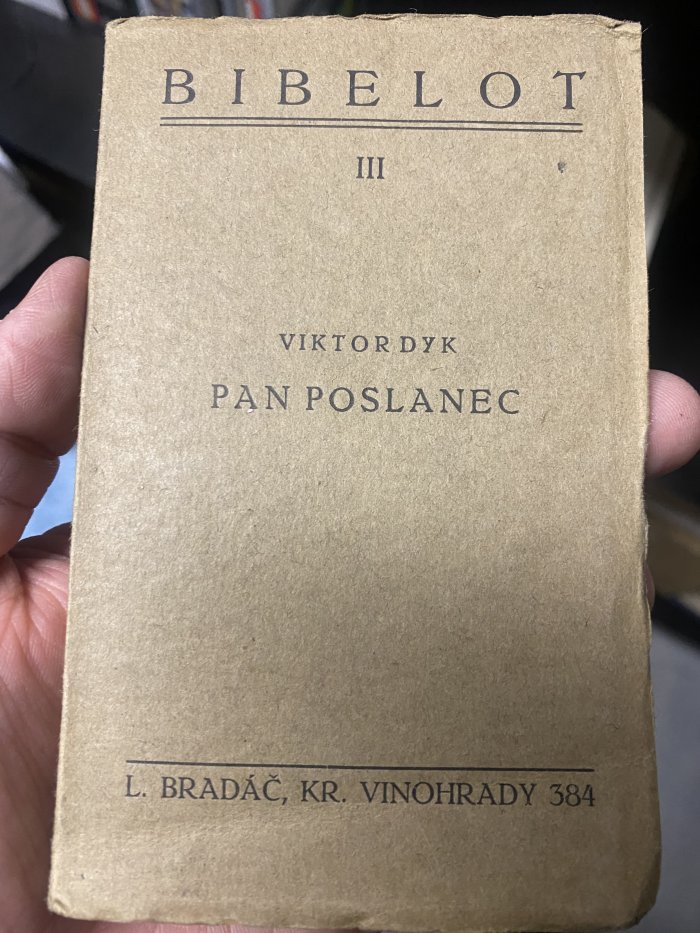 BIBELOT
III
VIKTOR DYK
PAN POSLANEC
L. BRADÁČ, KR. VINOHRADY 384